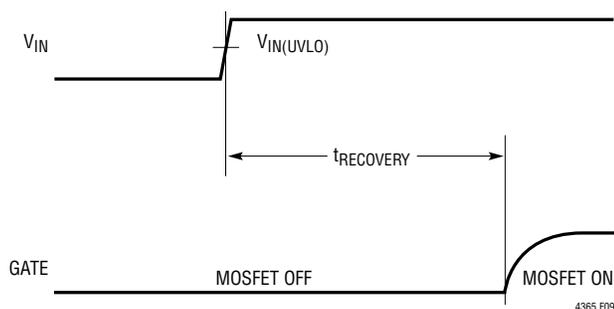 VIN
VIN(UVLO)
tRECOVERY
GATE
MOSFET OFF
MOSFET ON
4365 F09